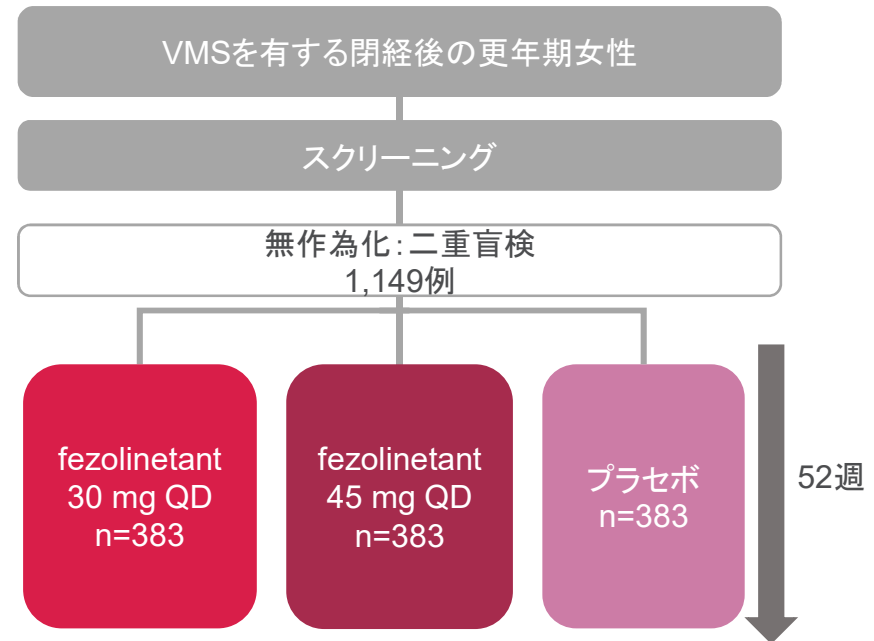 VMSを有する閉経後の更年期女性
スクリーニング
無作為化：二重盲検
1,149例
fezolinetant
30 mg QD
n=383
fezolinetant
45 mg QD
n=383
プラセボ
n=383
52週